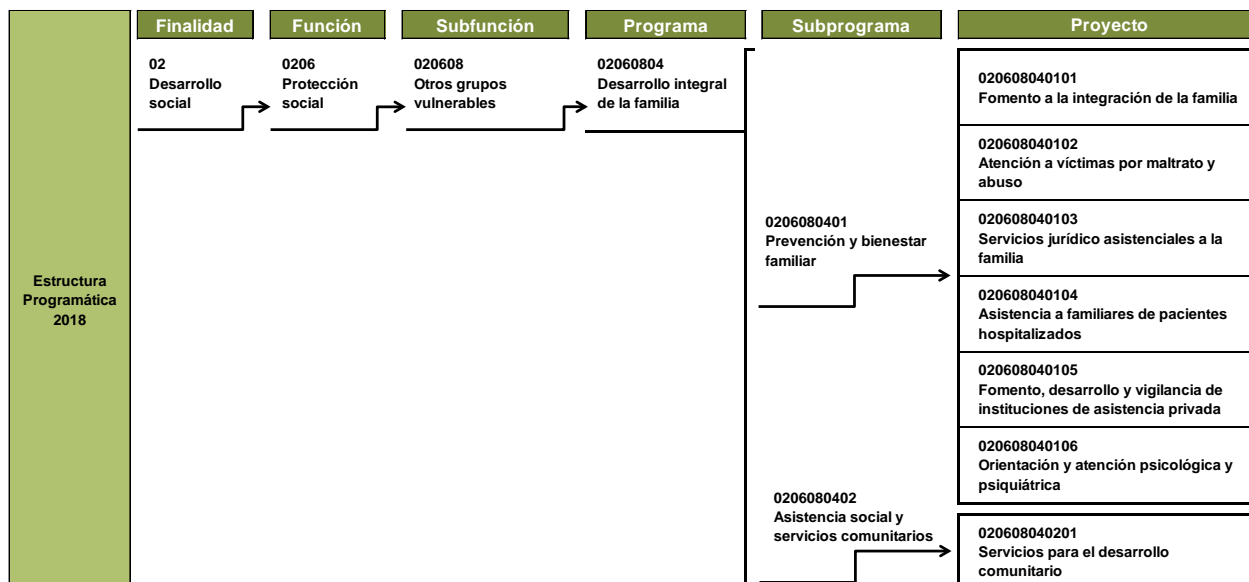 Finalidad
Función
Subfunción
Programa
Subprograma
Proyecto
Estructura
Programática
2018
02
Desarrollo
social
0206
Protección
social
020608
Otros grupos
vulnerables
02060804
Desarrollo integral
de la familia
0206080401
Prevención y bienestar
familiar
020608040101
Fomento a la integración de la familia
020608040102
Atención a víctimas por maltrato y
abuso
020608040103
Servicios jurídico asistenciales a la
familia
020608040104
Asistencia a familiares de pacientes
hospitalizados
020608040105
Fomento, desarrollo y vigilancia de
instituciones de asistencia privada
020608040106
Orientación y atención psicológica y
psiquiátrica
0206080402
Asistencia social y
servicios comunitarios
020608040201
Servicios para el desarrollo
comunitario